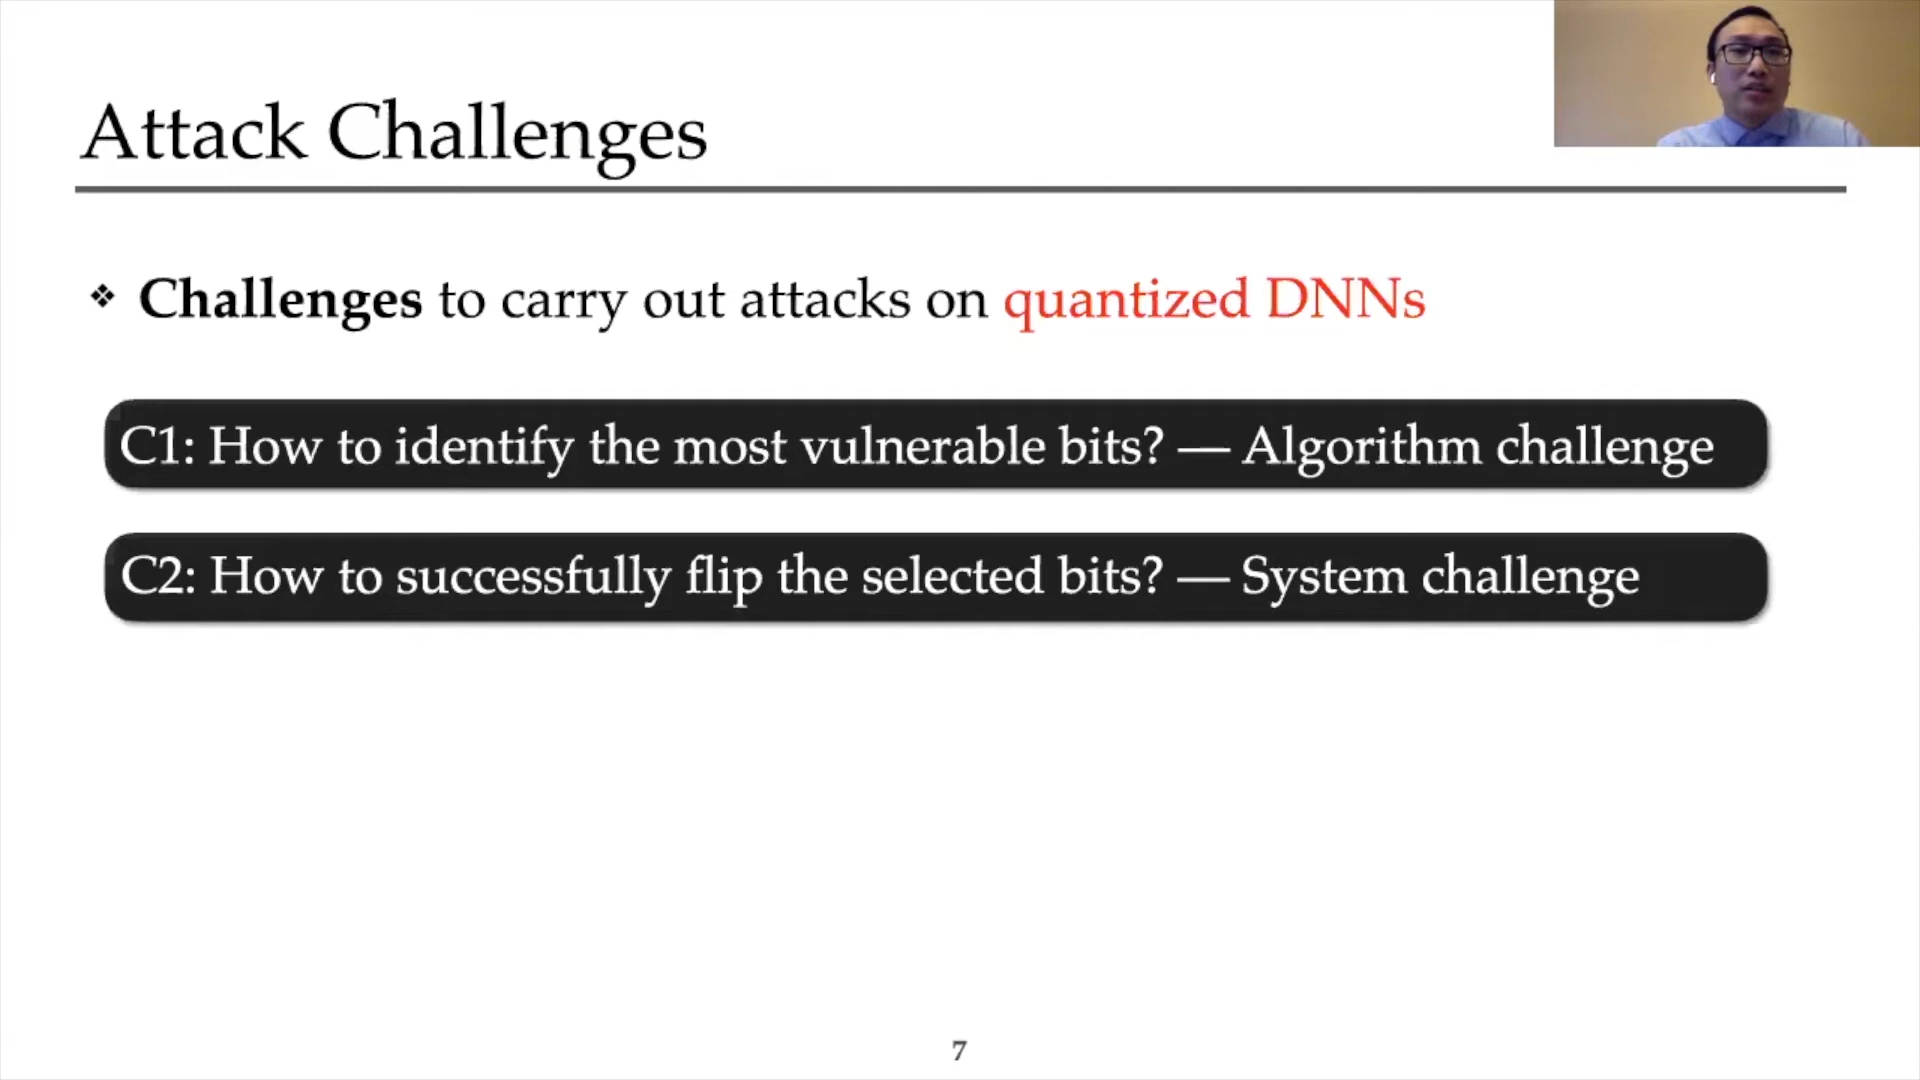 Attack Challenges
❖ Challenges to carry out attacks on quantized DNNs
C1: How to identify the most vulnerable bits? — Algorithm challenge
C2: How to successfully flip the selected bits? — System challenge
7